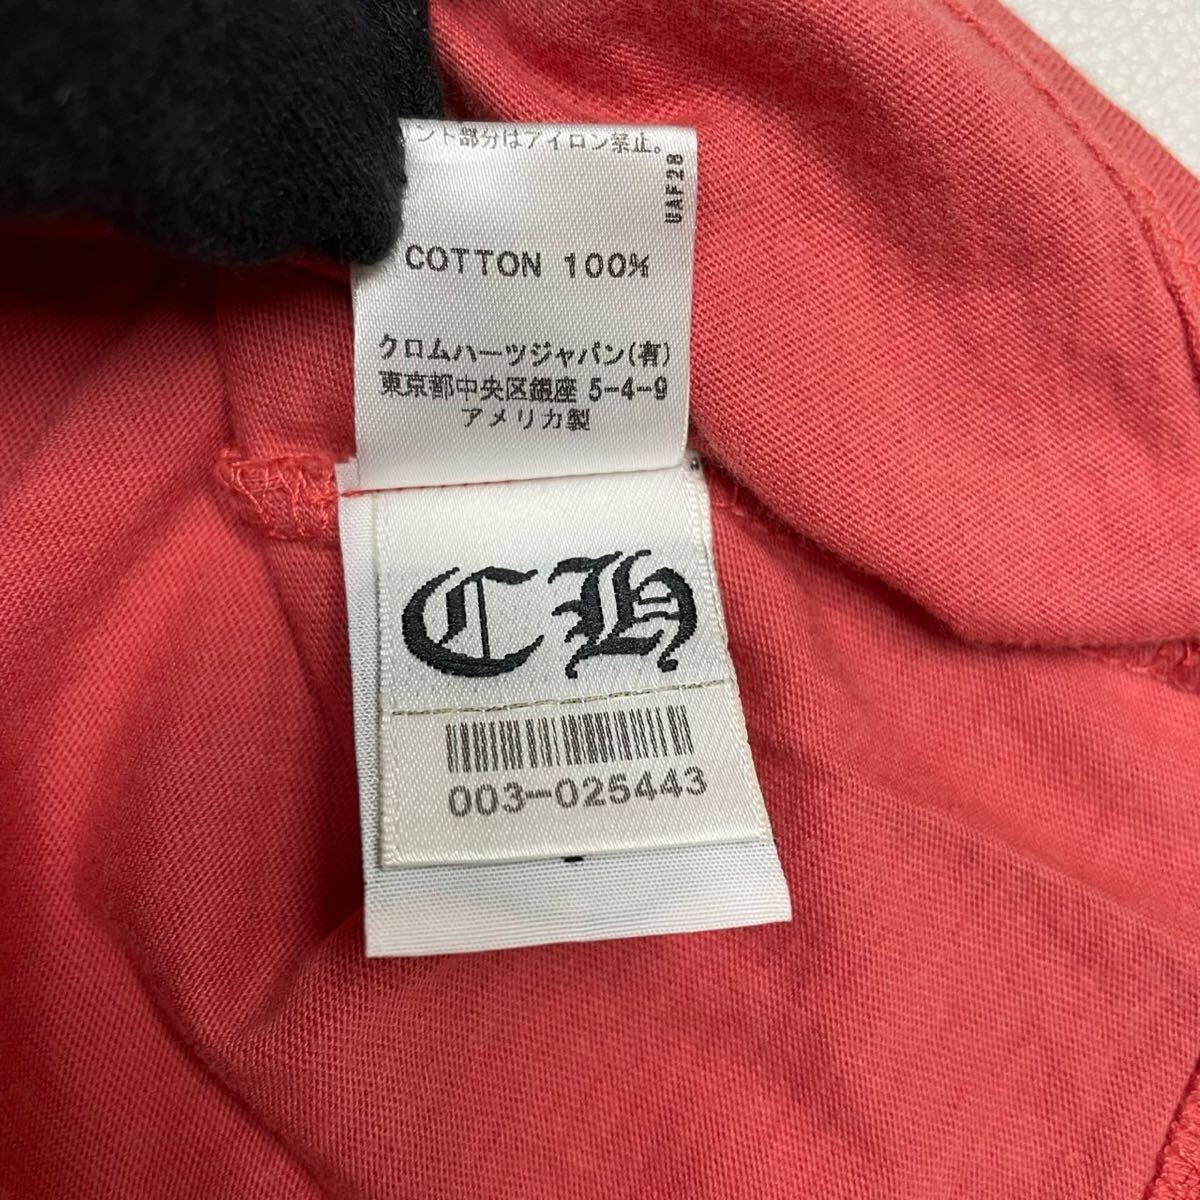 ント部分はアイロン禁止。
UAF28
COTTON 100%
クロムハーツジャパン(有)
東京都中央区銀座 5-4-9
アメリカ製
CH
003-025443